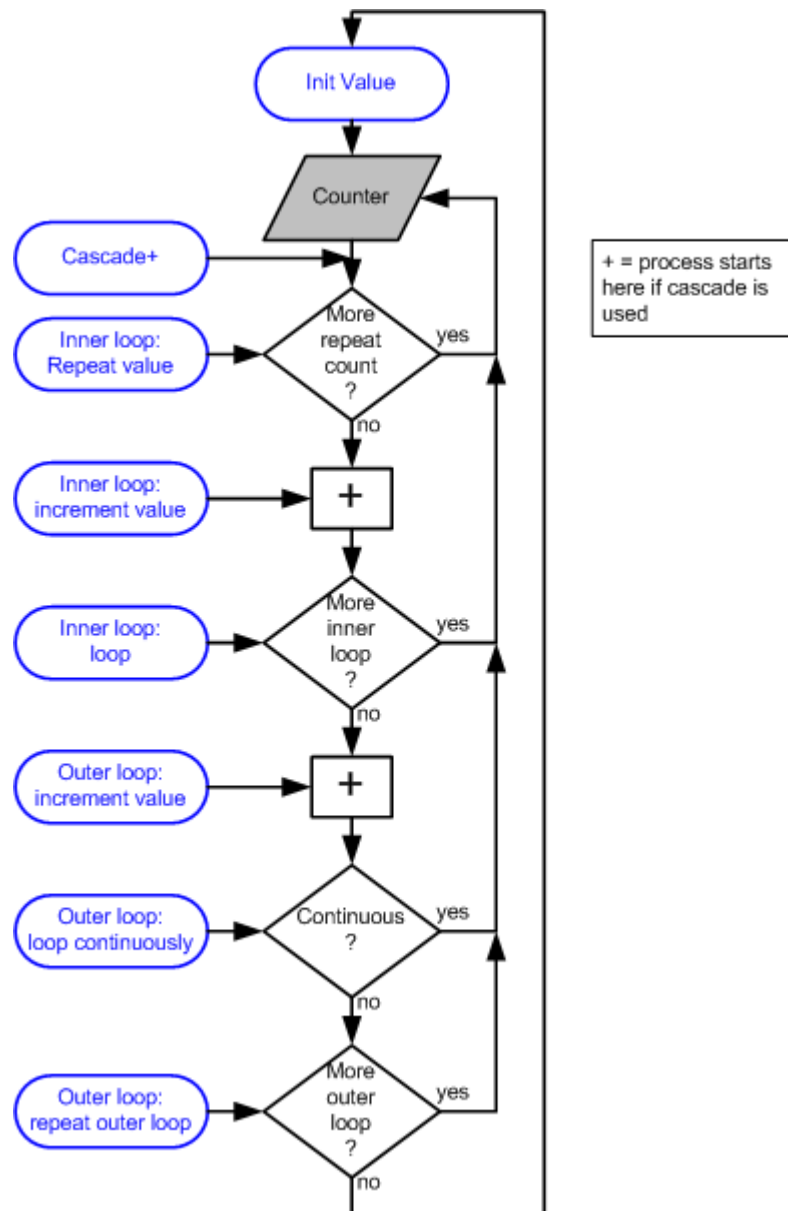 Init Value
Counter
Cascade+
+ = process starts
here if cascade is
used
Inner loop:
Repeat value
More
repeat
count
?
yes
no
Inner loop:
increment value
+
Inner loop:
loop
More
inner
loop
?
yes
no
Outer loop:
increment value
+
Outer loop:
loop continuously
Continuous
?
yes
no
Outer loop:
repeat outer loop
More
outer
loop
?
yes
no